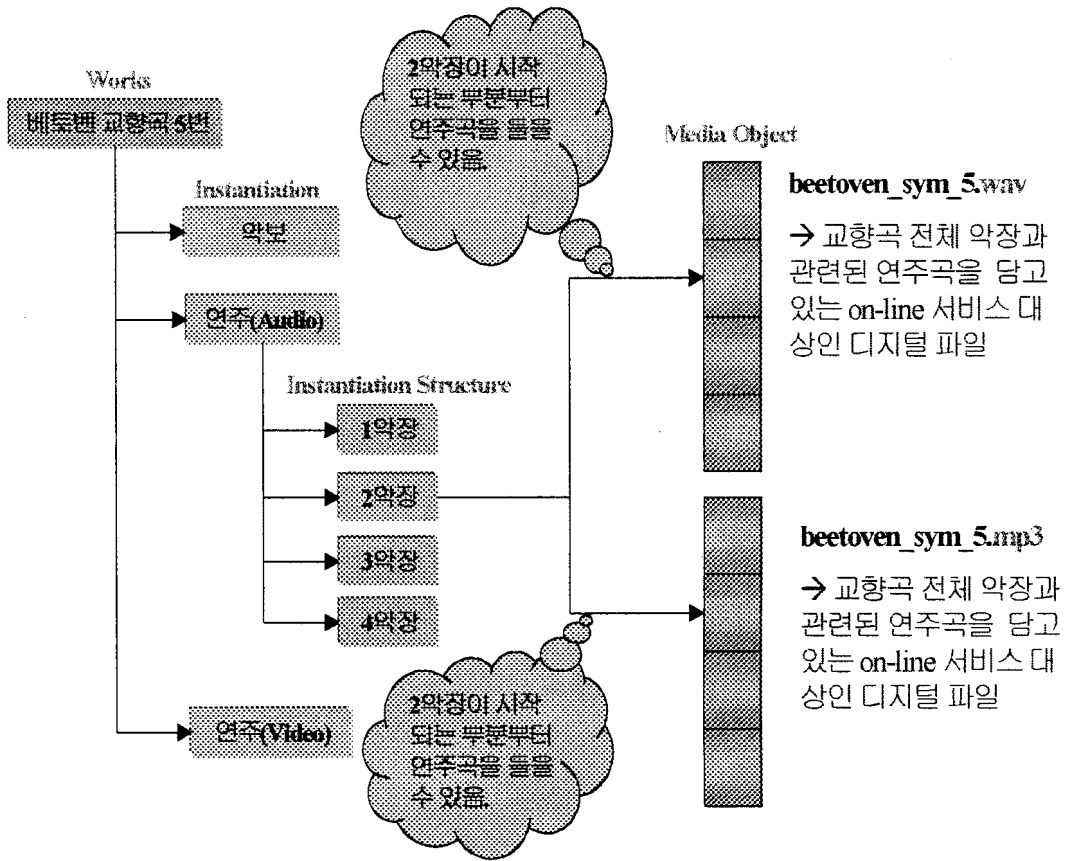 Works
베토벤 교향곡 5번
Instantiation
악보
연주(Audio)
Instantiation Structure
1악장
2악장
3악장
4악장
연주(Video)
2악장이 시작
되는 부분부터
연주곡을 들을
수 있음.
Media Object
beetoven_sym_5.wav
→ 교향곡 전체 악장과
관련된 연주곡을 담고
있는 on-line 서비스 대
상인 디지털 파일
beetoven_sym_5.mp3
→ 교향곡 전체 악장과
관련된 연주곡을 담고
있는 on-line 서비스 대
상인 디지털 파일
2악장이 시작
되는 부분부터
연주곡을 들을
수 있음.